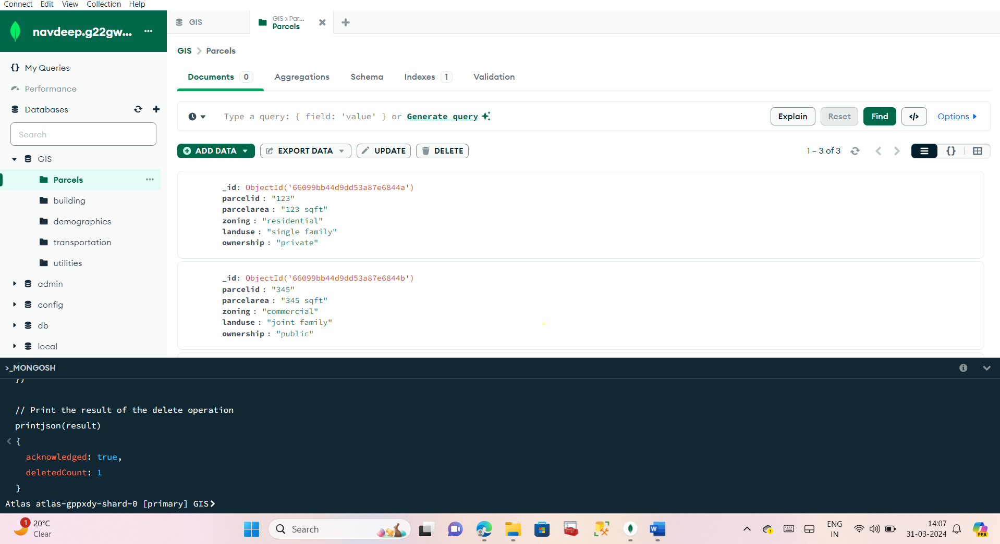 Connect Edit View Collection Help
navdeep.g22gw... ...
{} My Queries
Performance
Databases
Search
GIS
Parcels ...
building
demographics
transportation
utilities
admin
config
db
local
GIS
GIS > Par...
Parcels
GIS > Parcels
Documents 0 Aggregations Schema Indexes 1 Validation
Type a query: { field: 'value' } or Generate query
Explain Reset Find </> Options
ADD DATA EXPORT DATA UPDATE DELETE
1 – 3 of 3 {}
_id: ObjectId('66099bb44d9dd53a87e6844a')
parcelid : "123"
parcelarea : "123 sqft"
zoning : "residential"
landuse : "single family"
ownership : "private"
_id: ObjectId('66099bb44d9dd53a87e6844b')
parcelid : "345"
parcelarea : "345 sqft"
zoning : "commercial"
landuse : "joint family"
ownership : "public"
>_MONGOSH
})
// Print the result of the delete operation
printjson(result)
< {
acknowledged: true,
deletedCount: 1
}
Atlas atlas-gppxdy-shard-0 [primary] GIS>
1
20°C
Clear
Search
W
ENG
IN
14:07
31-03-2024
PRE